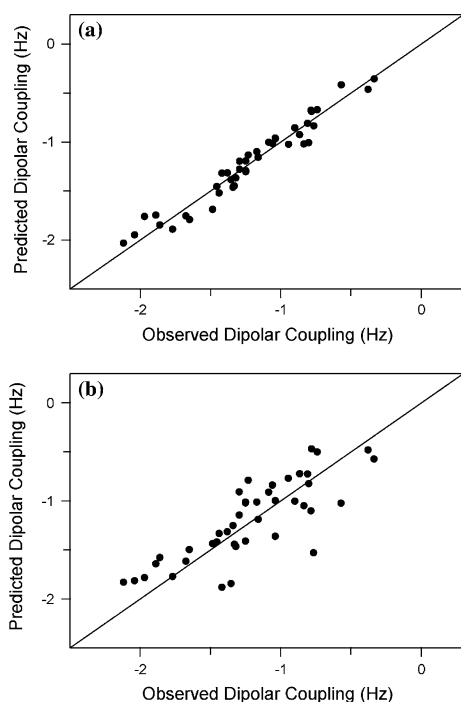 (a)
Predicted Dipolar Coupling (Hz)
0
-1
-2
-2 -1 0
Observed Dipolar Coupling (Hz)
(b)
Predicted Dipolar Coupling (Hz)
0
-1
-2
-2 -1 0
Observed Dipolar Coupling (Hz)